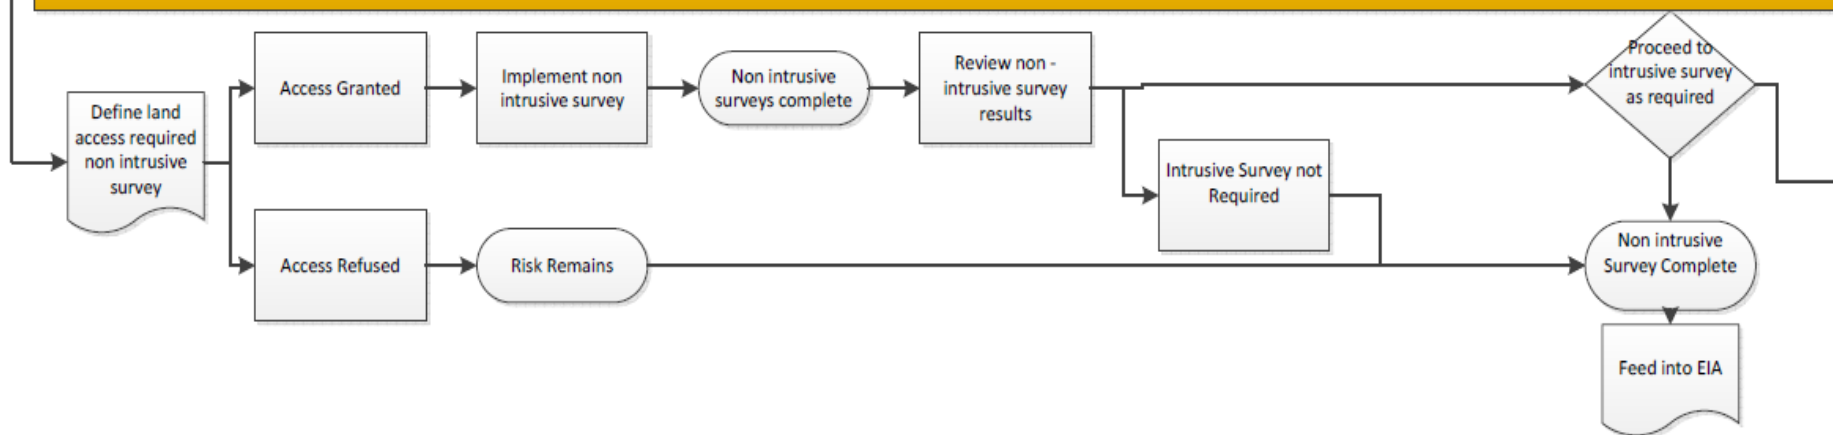 Define land
access required
non intrusive
survey
Access Granted
Implement non
intrusive survey
Non intrusive
surveys complete
Review non -
intrusive survey
results
Proceed to
intrusive survey
as required
Intrusive Survey not
Required
Access Refused
Risk Remains
Non intrusive
Survey Complete
Feed into EIA